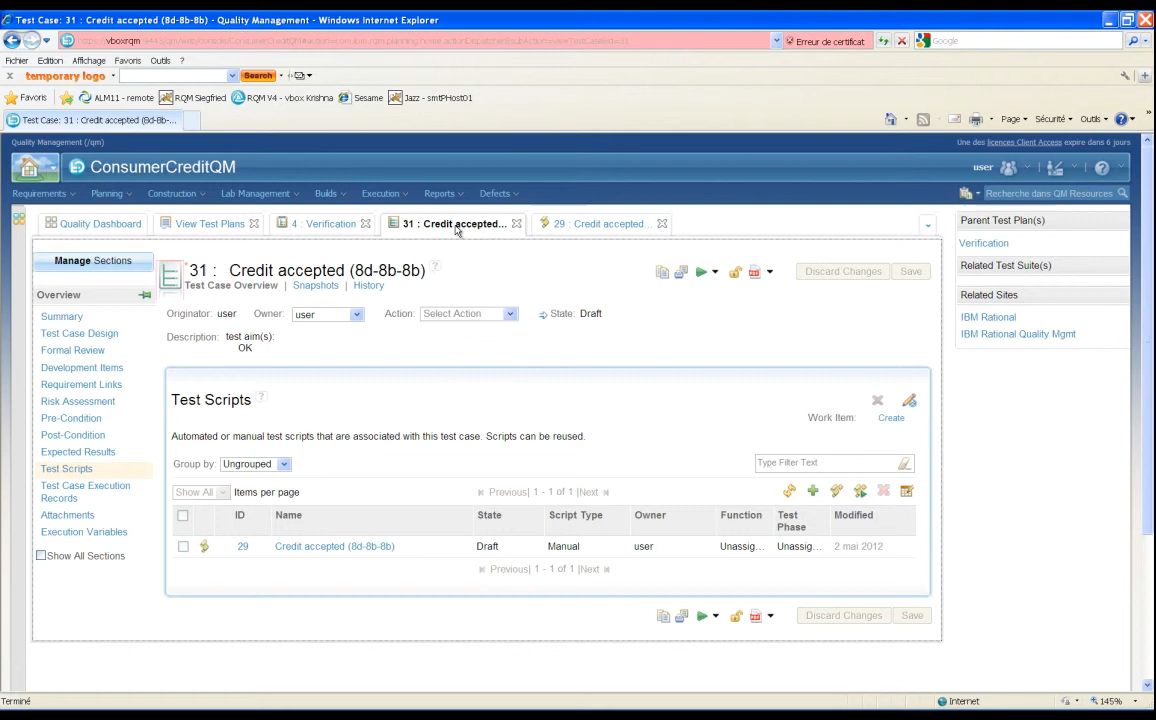 Test Case: 31 : Credit accepted (8d-8b-8b) - Quality Management - Windows Internet Explorer
vboxrqm
Erreur de certificat
Google
Fichier Edition Affichage Favoris Outils ?
x temporary logo Search
Favoris ALM11 - remote RQM Siegfried RQM V4 - vbox Krishna Sesame Jazz - smtPHost01
Test Case: 31 : Credit accepted (8d-8b-...
Page Sécurité Outils
Quality Management (/qm)
Une des licences Client Access expire dans 6 jours
ConsumerCreditQM
user
Requirements Planning Construction Lab Management Builds Execution Reports Defects
Recherche dans QM Resources
Quality Dashboard View Test Plans 4 : Verification 31 : Credit accepted... 29 : Credit accepted...
Manage Sections
Overview
Summary
Test Case Design
Formal Review
Development Items
Requirement Links
Risk Assessment
Pre-Condition
Post-Condition
Expected Results
Test Scripts
Test Case Execution
Records
Attachments
Execution Variables
Show All Sections
31 : Credit accepted (8d-8b-8b) ?
Test Case Overview | Snapshots | History
Discard Changes Save
Originator: user Owner: user Action: Select Action State: Draft
Description: test aim(s):
OK
Test Scripts ?
Work Item: Create
Automated or manual test scripts that are associated with this test case. Scripts can be reused.
Group by: Ungrouped
Type Filter Text
Show All Items per page
Previous| 1 - 1 of 1 |Next
ID Name State Script Type Owner Function Test Phase Modified
29 Credit accepted (8d-8b-8b) Draft Manual user Unassig... Unassig... 2 mai 2012
Previous| 1 - 1 of 1 |Next
Discard Changes Save
Parent Test Plan(s)
Verification
Related Test Suite(s)
Related Sites
IBM Rational
IBM Rational Quality Mgmt
Terminé
Internet
145%